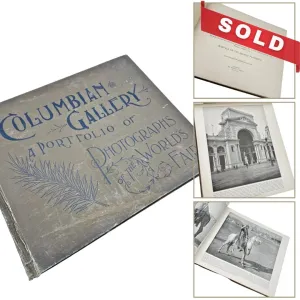 COLUMBIAN
GALLERY
A PORTFOLIO OF
PHOTOGRAPHS
OF THE WORLD'S
FAIR
SOLD